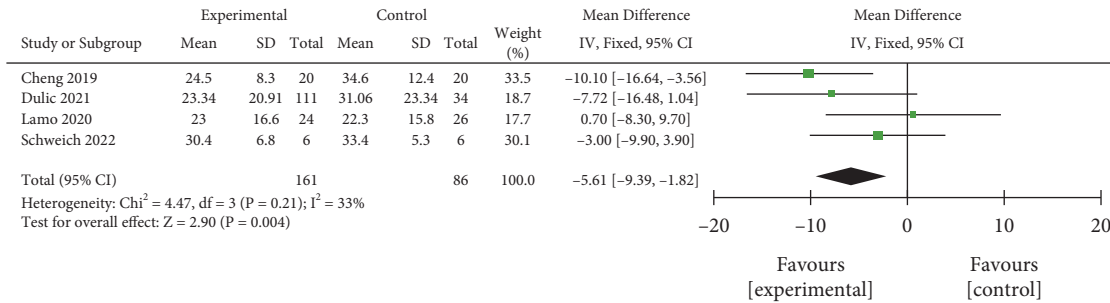 Experimental Control Mean Difference Mean Difference
Study or Subgroup Mean SD Total Mean SD Total Weight (%) IV, Fixed, 95% CI IV, Fixed, 95% CI
Cheng 2019 24.5 8.3 20 34.6 12.4 20 33.5 –10.10 [–16.64, –3.56]
Dulic 2021 23.34 20.91 111 31.06 23.34 34 18.7 –7.72 [–16.48, 1.04]
Lamo 2020 23 16.6 24 22.3 15.8 26 17.7 0.70 [–8.30, 9.70]
Schweich 2022 30.4 6.8 6 33.4 5.3 6 30.1 –3.00 [–9.90, 3.90]
Total (95% CI) 161 86 100.0 –5.61 [–9.39, –1.82]
Heterogeneity: Chi² = 4.47, df = 3 (P = 0.21); I² = 33%
Test for overall effect: Z = 2.90 (P = 0.004)
–20 –10 0 10 20
Favours Favours
[experimental] [control]